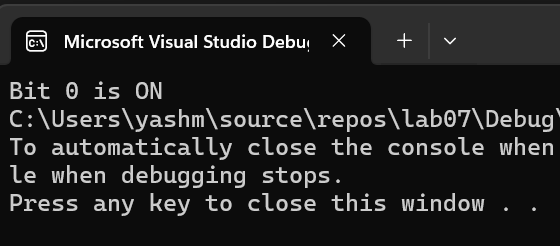 Microsoft Visual Studio Debu
Bit 0 is ON
C:\Users\yashm\source\repos\lab07\Debug\
To automatically close the console when
le when debugging stops.
Press any key to close this window . .